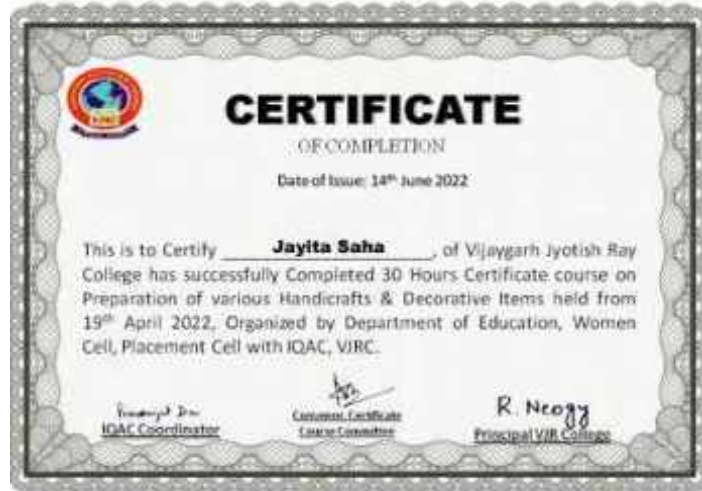 CERTIFICATE
OF COMPLETION
Date of Issue: 14th June 2022
This is to Certify Jayita Saha, of Vijaygarh Jyotish Ray
College has successfully Completed 30 Hours Certificate course on
Preparation of various Handicrafts & Decorative Items held from
19th April 2022, Organized by Department of Education, Women
Cell, Placement Cell with IQAC, VJRC.
R. Neogy
IQAC Coordinator
Convenor, Certificate
Course Committee
Principal VJR College